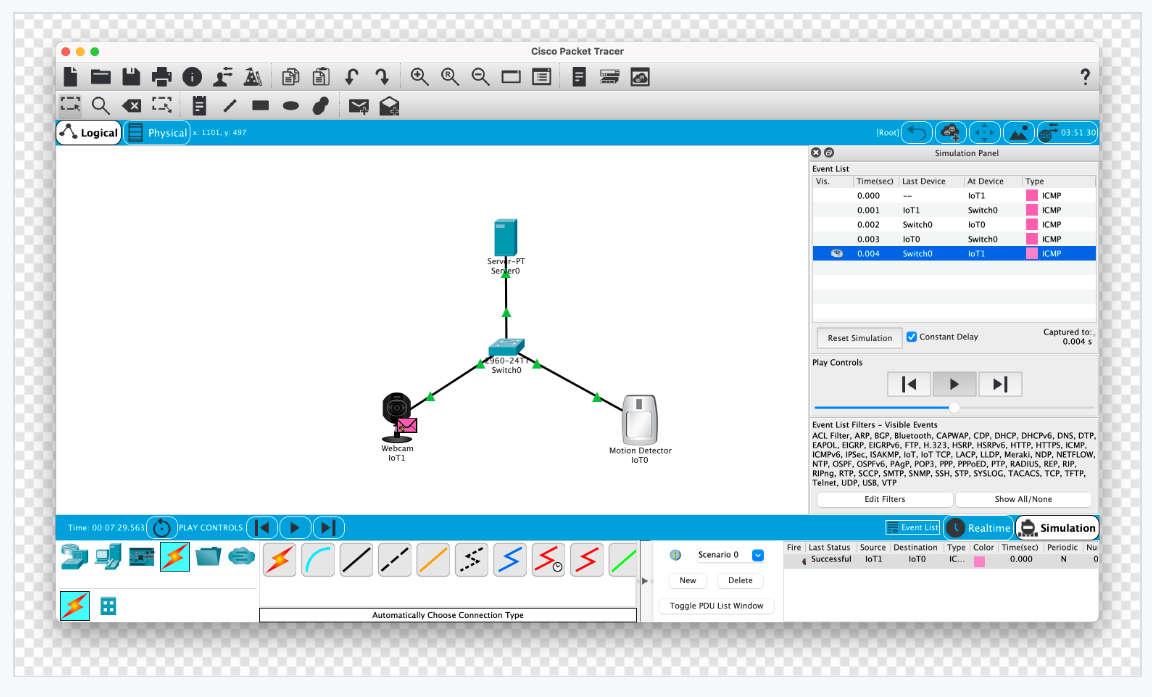 Cisco Packet Tracer
?
Logical
Physical
x: 1101, y: 497
[Root]
03:51:30
Simulation Panel
Event List
Vis. Time(sec) Last Device At Device Type
0.000 -- IoT1 ICMP
0.001 IoT1 Switch0 ICMP
0.002 Switch0 IoT0 ICMP
0.003 IoT0 Switch0 ICMP
0.004 Switch0 IoT1 ICMP
Server-PT
Server0
2960-24TT
Switch0
Webcam
IoT1
Motion Detector
IoT0
Reset Simulation
Constant Delay
Captured to:
0.004 s
Play Controls
Event List Filters - Visible Events
ACL Filter, ARP, BGP, Bluetooth, CAPWAP, CDP, DHCP, DHCPv6, DNS, DTP,
EAPOL, EIGRP, EIGRPv6, FTP, H.323, HSRP, HSRPv6, HTTP, HTTPS, ICMP,
ICMPv6, IPSec, ISAKMP, IoT, IoT TCP, LACP, LLDP, Meraki, NDP, NETFLOW,
NTP, OSPF, OSPFv6, PAgP, POP3, PPP, PPPoED, PTP, RADIUS, REP, RIP,
RIPng, RTP, SCCP, SMTP, SNMP, SSH, STP, SYSLOG, TACACS, TCP, TFTP,
Telnet, UDP, USB, VTP
Edit Filters
Show All/None
Time: 00:07:29.563
PLAY CONTROLS:
Event List
Realtime
Simulation
Automatically Choose Connection Type
Scenario 0
New
Delete
Toggle PDU List Window
Fire Last Status Source Destination Type Color Time(sec) Periodic Nu
Successful IoT1 IoT0 IC... 0.000 N 0